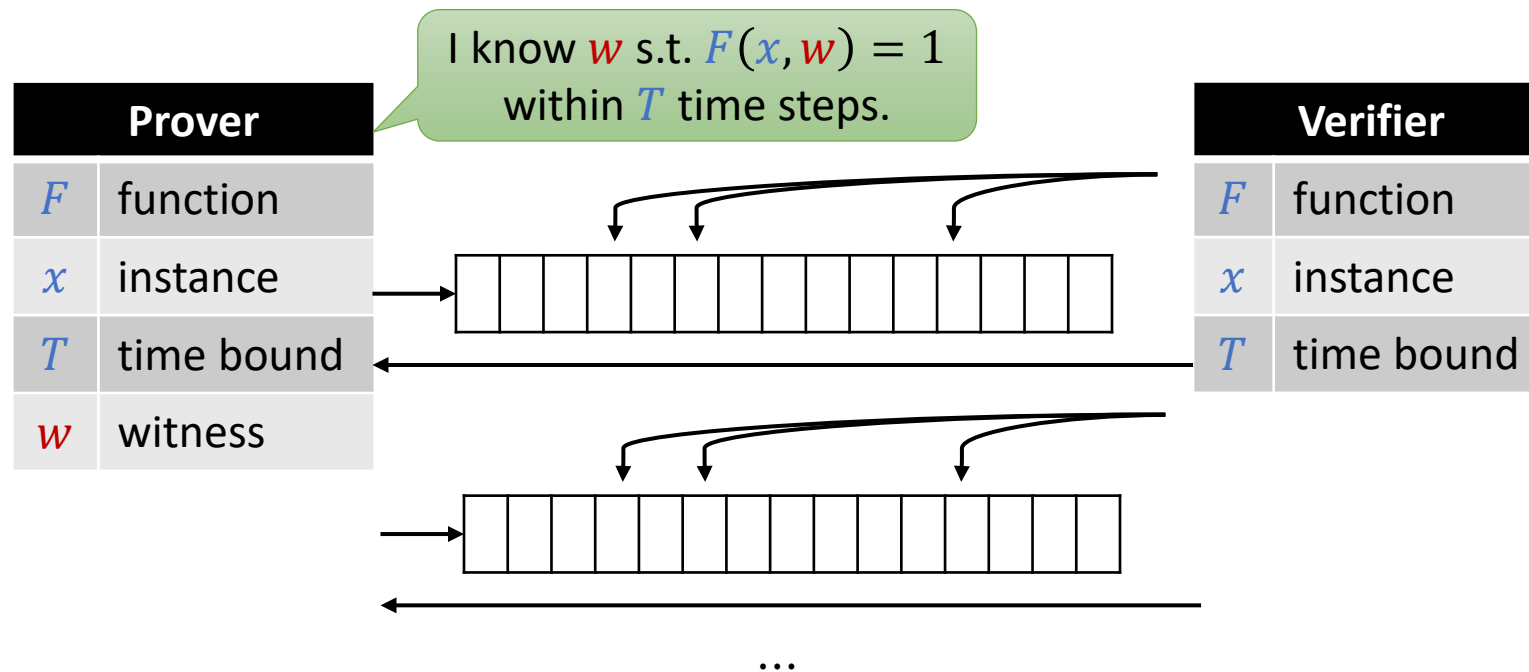 I know w s.t. F(x, w) = 1
within T time steps.
Prover
F function
x instance
T time bound
w witness
Verifier
F function
x instance
T time bound
...